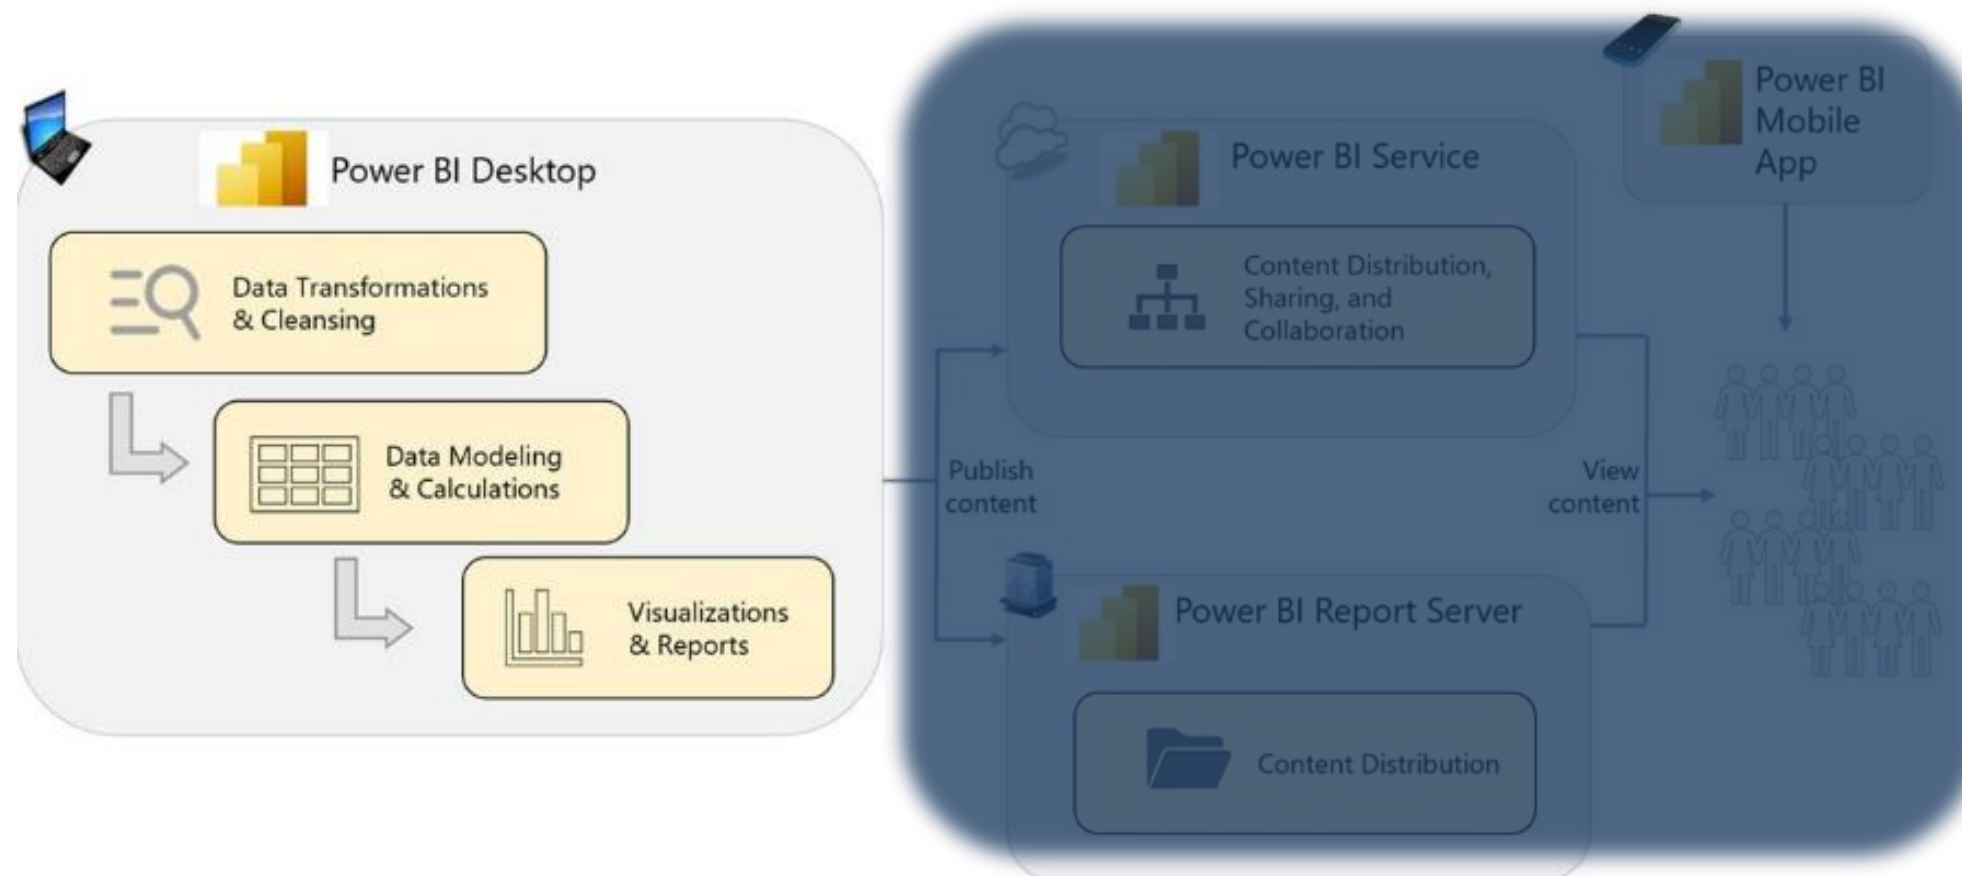 Power BI Desktop
Data Transformations
& Cleansing
Data Modeling
& Calculations
Visualizations
& Reports
Publish
content
Power BI Service
Content Distribution,
Sharing, and
Collaboration
Power BI Report Server
Content Distribution
View
content
Power BI
Mobile
App